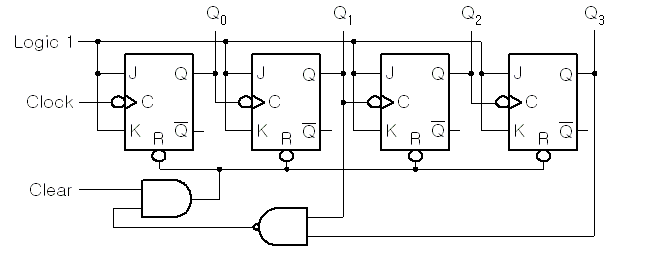 Q0 Q1 Q2 Q3
Logic 1
J Q J Q J Q J Q
Clock C C C C
K Q̅ K Q̅ K Q̅ K Q̅
R R R R
Clear